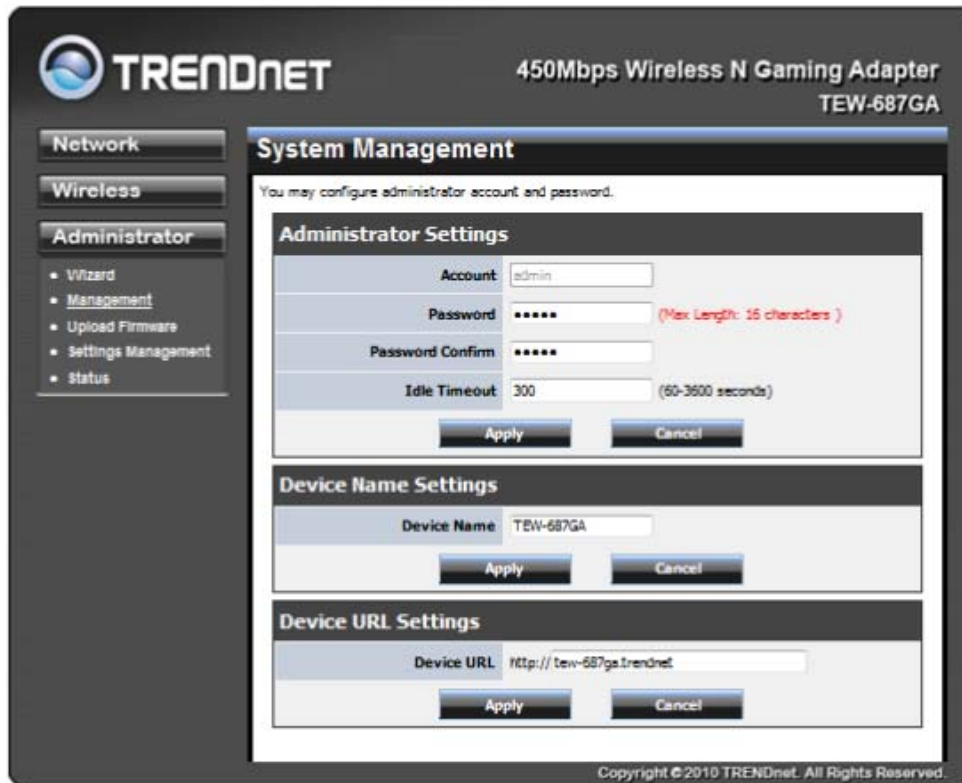 TRENDNET
450Mbps Wireless N Gaming Adapter
TEW-687GA
Network
Wireless
Administrator
Wizard
Management
Upload Firmware
Settings Management
Status
System Management
You may configure administrator account and password.
Administrator Settings
Account admin
Password ••••• (Max Length: 16 characters )
Password Confirm •••••
Idle Timeout 300 (60-3600 seconds)
Apply Cancel
Device Name Settings
Device Name TEW-687GA
Apply Cancel
Device URL Settings
Device URL http:// tew-687ga.trendnet
Apply Cancel
Copyright © 2010 TRENDnet. All Rights Reserved.